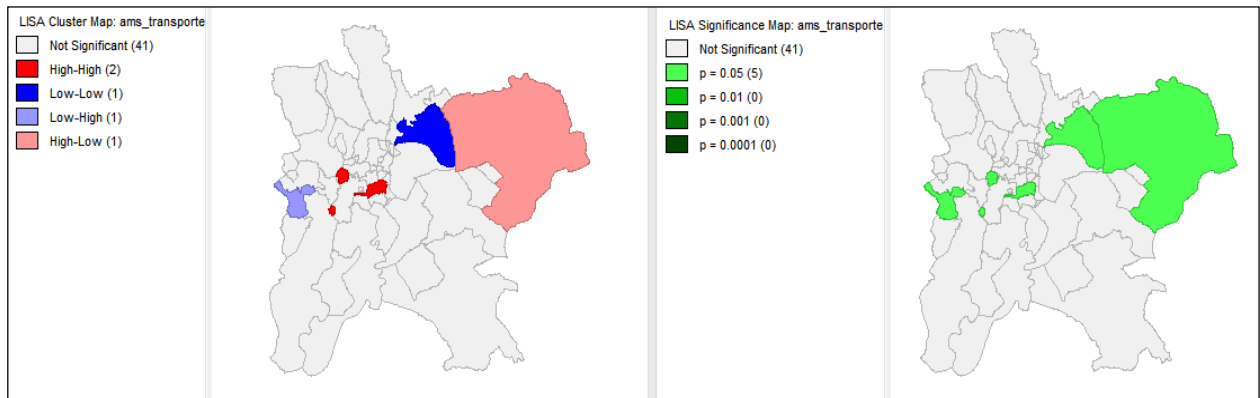 LISA Cluster Map: ams_transporte
Not Significant (41)
High-High (2)
Low-Low (1)
Low-High (1)
High-Low (1)
LISA Significance Map: ams_transporte
Not Significant (41)
p = 0.05 (5)
p = 0.01 (0)
p = 0.001 (0)
p = 0.0001 (0)